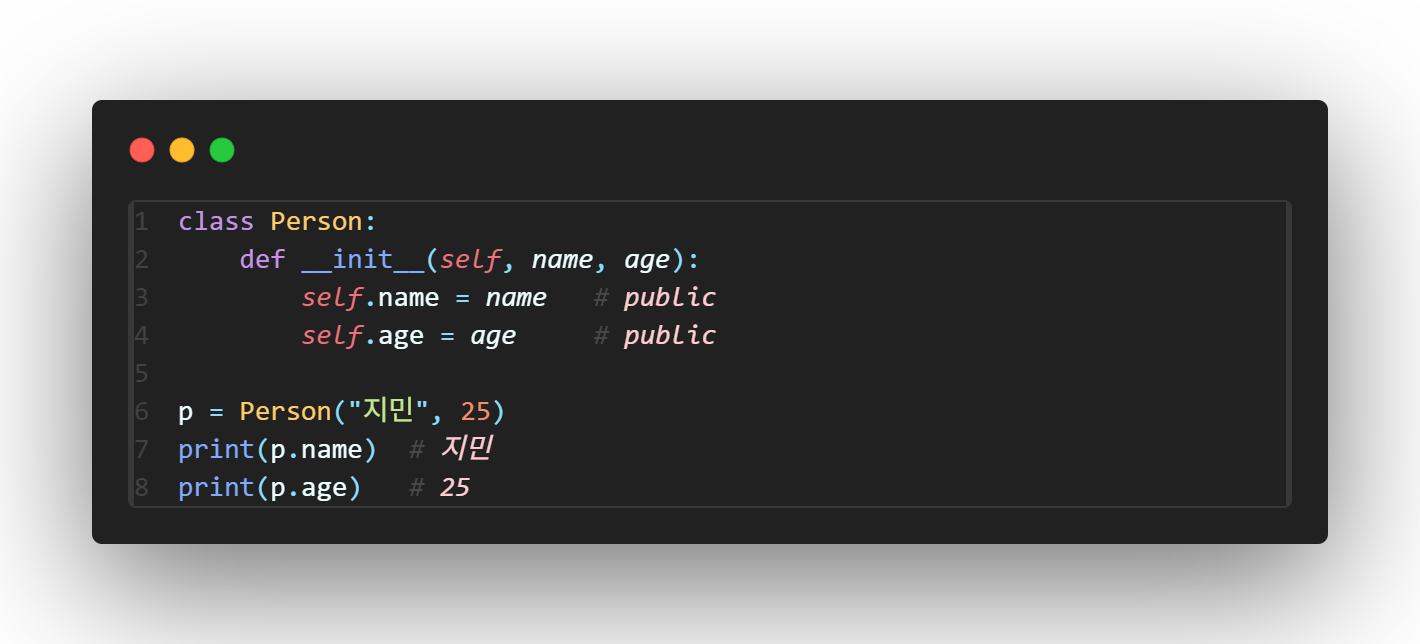 1 class Person:
2     def __init__(self, name, age):
3         self.name = name   # public
4         self.age = age     # public
5
6 p = Person("지민", 25)
7 print(p.name)  # 지민
8 print(p.age)   # 25